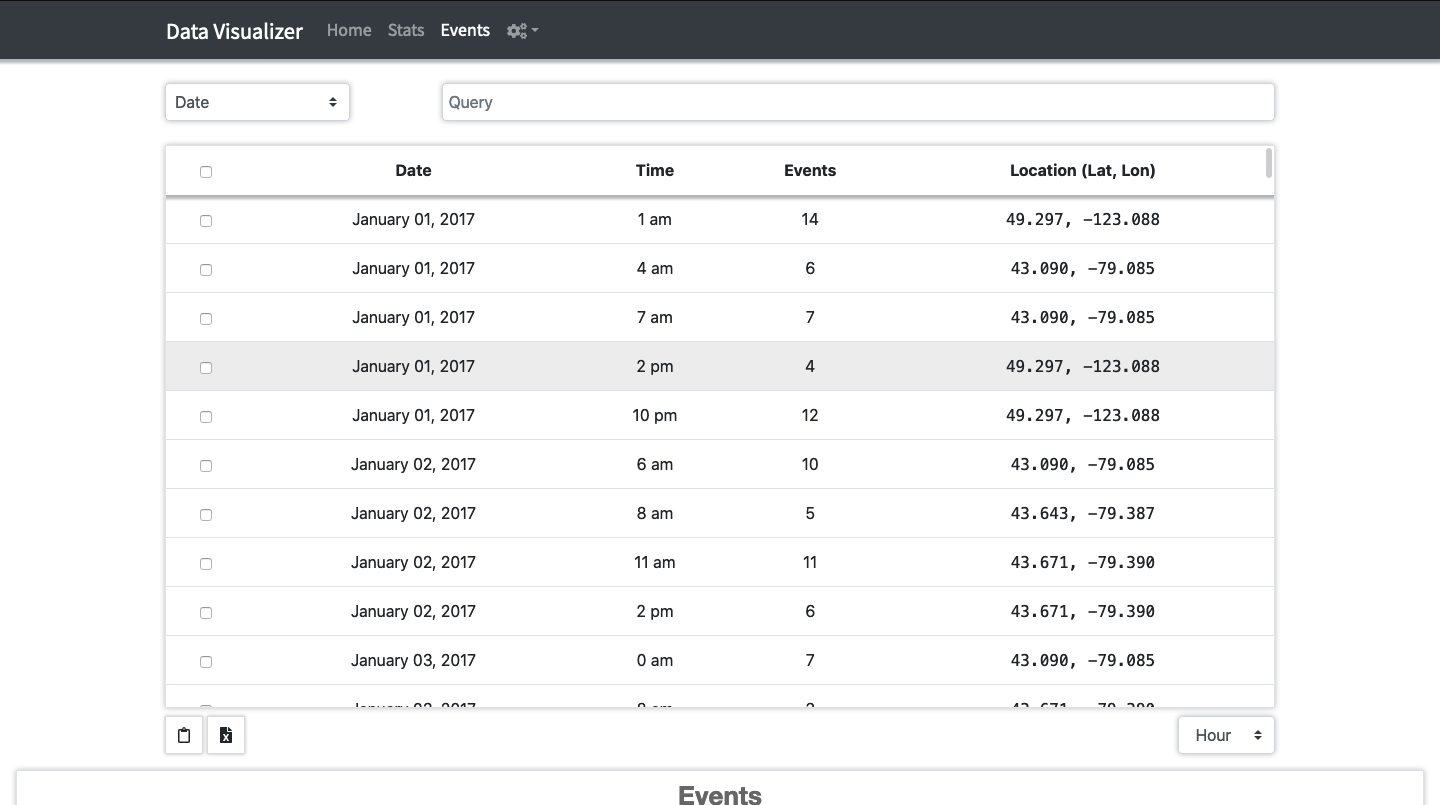 Data Visualizer Home Stats Events
Date Query
Date Time Events Location (Lat, Lon)
January 01, 2017 1 am 14 49.297, -123.088
January 01, 2017 4 am 6 43.090, -79.085
January 01, 2017 7 am 7 43.090, -79.085
January 01, 2017 2 pm 4 49.297, -123.088
January 01, 2017 10 pm 12 49.297, -123.088
January 02, 2017 6 am 10 43.090, -79.085
January 02, 2017 8 am 5 43.643, -79.387
January 02, 2017 11 am 11 43.671, -79.390
January 02, 2017 2 pm 6 43.671, -79.390
January 03, 2017 0 am 7 43.090, -79.085
Hour
Events